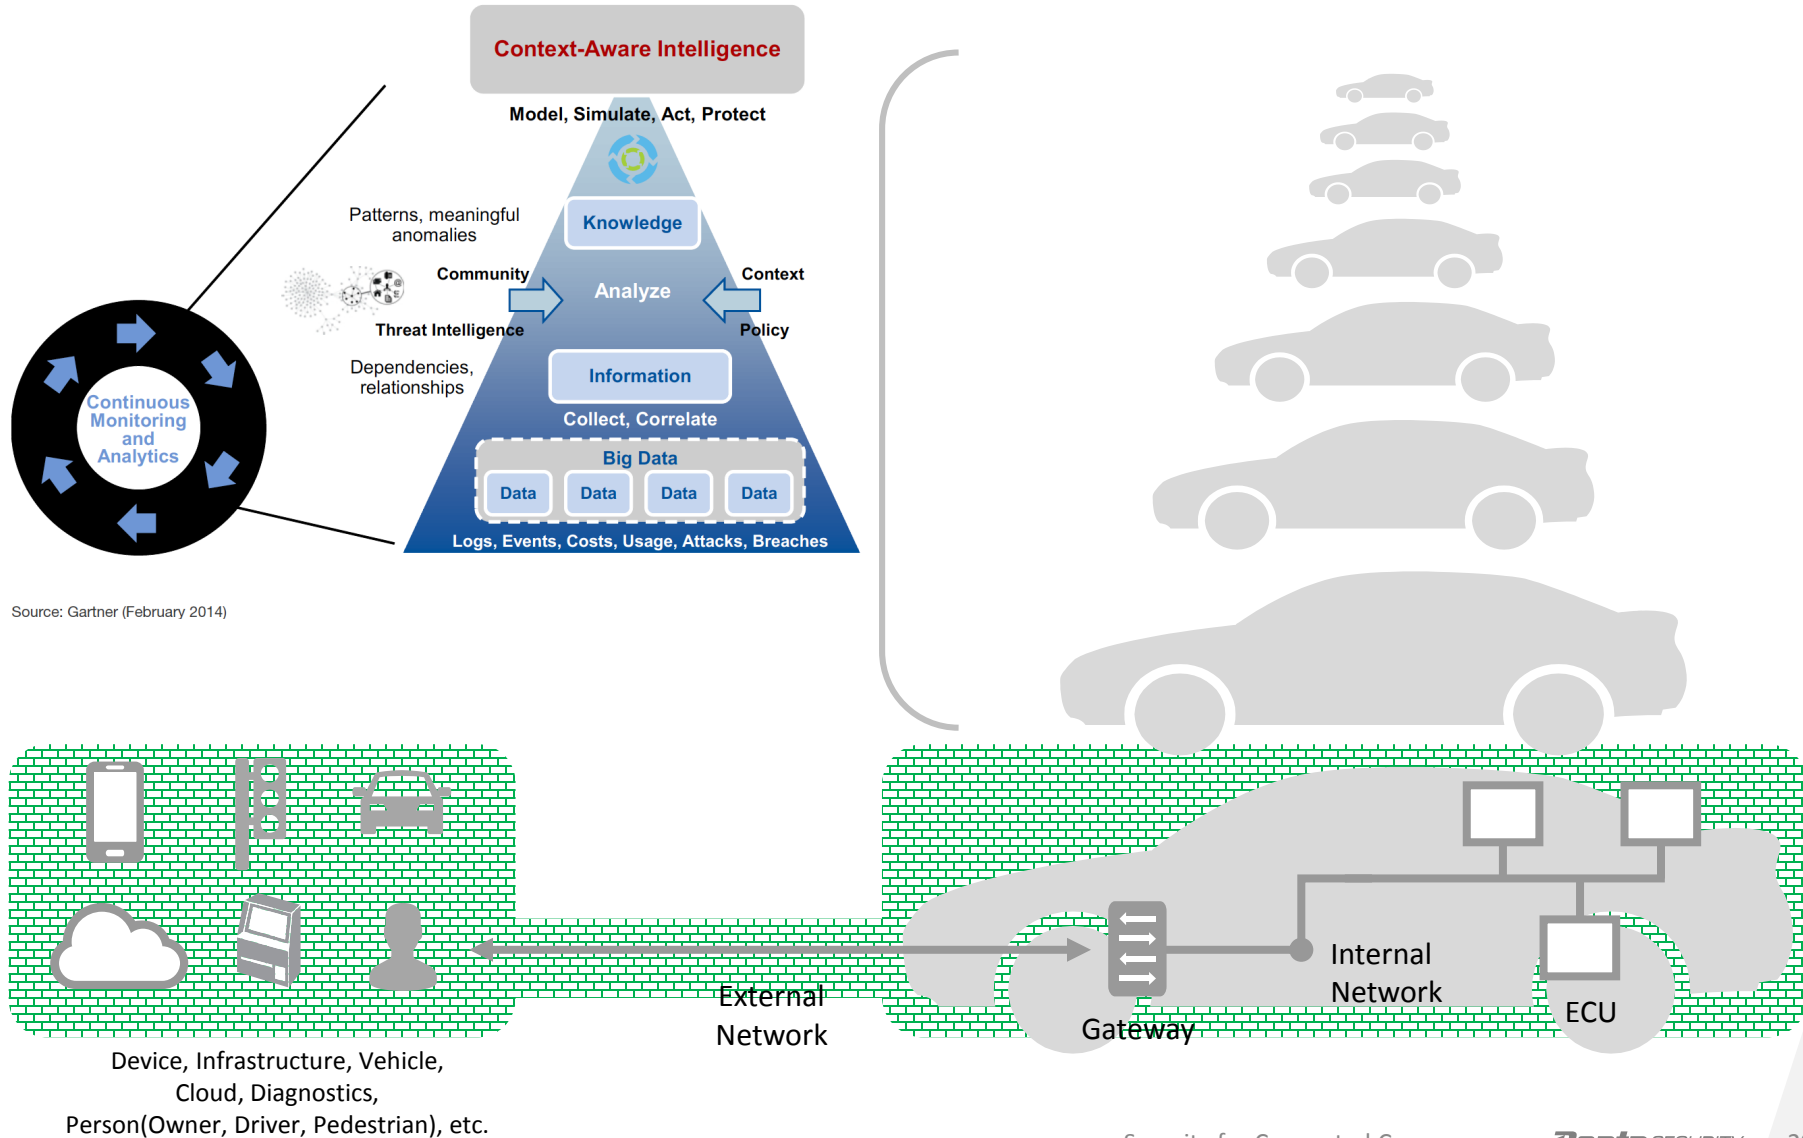 Context-Aware Intelligence
Model, Simulate, Act, Protect
Patterns, meaningful
anomalies
Knowledge
Community
Context
Analyze
Threat Intelligence
Policy
Dependencies,
relationships
Information
Collect, Correlate
Continuous
Monitoring
and
Analytics
Big Data
Data Data Data Data
Logs, Events, Costs, Usage, Attacks, Breaches
Source: Gartner (February 2014)
External
Network
Gateway
Internal
Network
ECU
Device, Infrastructure, Vehicle,
Cloud, Diagnostics,
Person(Owner, Driver, Pedestrian), etc.